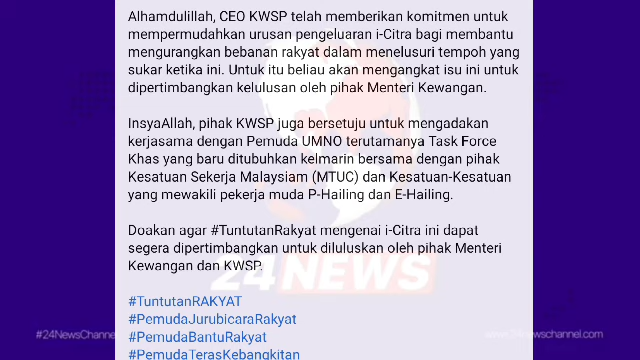 Alhamdulillah, CEO KWSP telah memberikan komitmen untuk
mempermudahkan urusan pengeluaran i-Citra bagi membantu
mengurangkan bebanan rakyat dalam menelusuri tempoh yang
sukar ketika ini. Untuk itu beliau akan mengangkat isu ini untuk
dipertimbangkan kelulusan oleh pihak Menteri Kewangan.
InsyaAllah, pihak KWSP juga bersetuju untuk mengadakan
kerjasama dengan Pemuda UMNO terutamanya Task Force
Khas yang baru ditubuhkan kelmarin bersama dengan pihak
Kesatuan Sekerja Malaysiam (MTUC) dan Kesatuan-Kesatuan
yang mewakili pekerja muda P-Hailing dan E-Hailing.
Doakan agar #TuntutanRakyat mengenai i-Citra ini dapat
segera dipertimbangkan untuk diluluskan oleh pihak Menteri
Kewangan dan KWSP.
24 NEWS
#TuntutanRAKYAT
#PemudaJurubicaraRakyat
#24NewsChannel
www.24newschannel.com
#PemudaBantuRakyat
#PemudaTerasKebangkitan